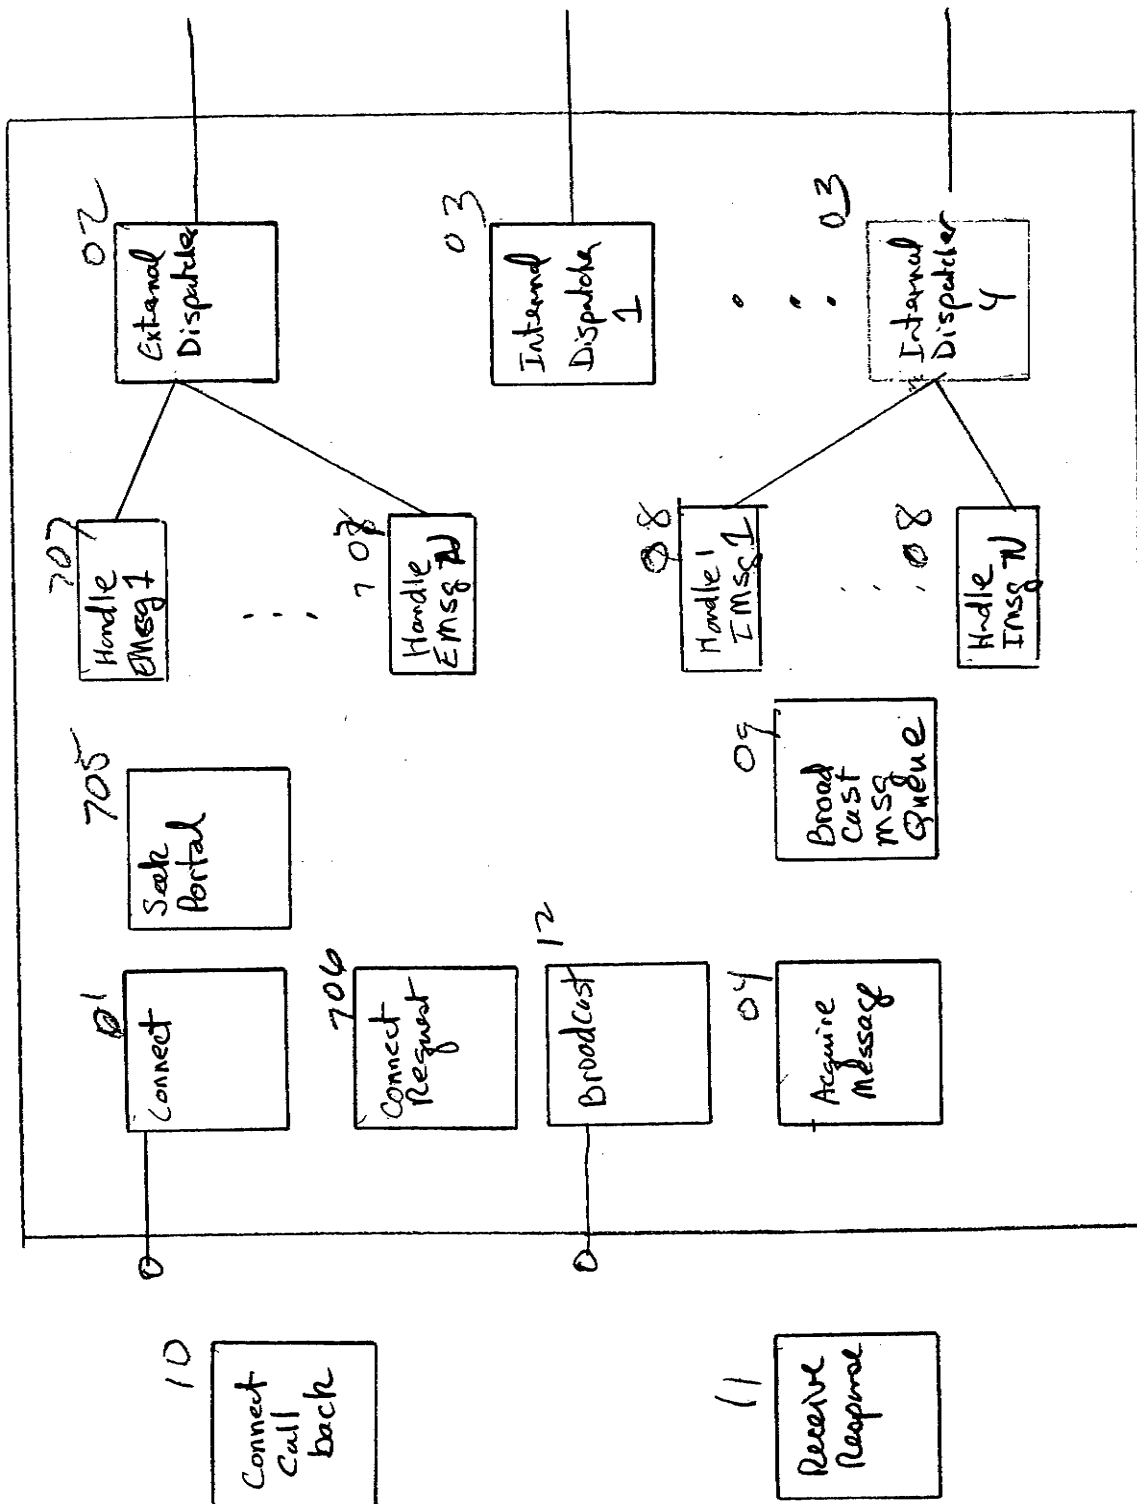 10
Connect
Call
back
01
Connect
705
Seek
Portal
707
Handle
EMsg 1
02
External
Dispatcher
706
Connect
Request
707
Handle
EMsg N
12
Broadcast
03
Internal
Dispatcher
1
11
Receive
Response
04
Acquire
Message
09
Broad
cast
msg
Queue
08
Handle
IMsg 1
08
Handle
Imsg N
03
Internal
Dispatcher
4